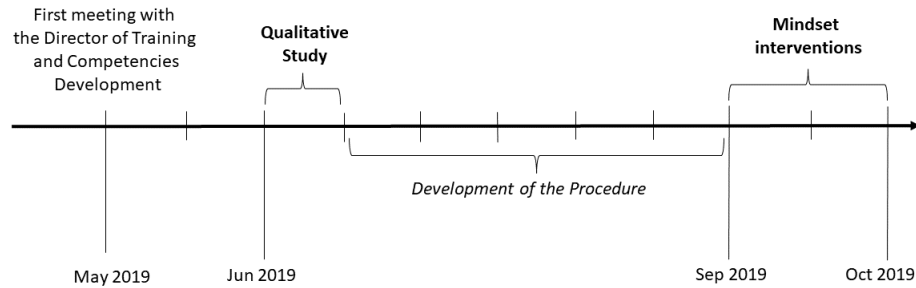 First meeting with
the Director of Training
and Competencies
Development
Qualitative
Study
Mindset
interventions
Development of the Procedure
May 2019
Jun 2019
Sep 2019
Oct 2019